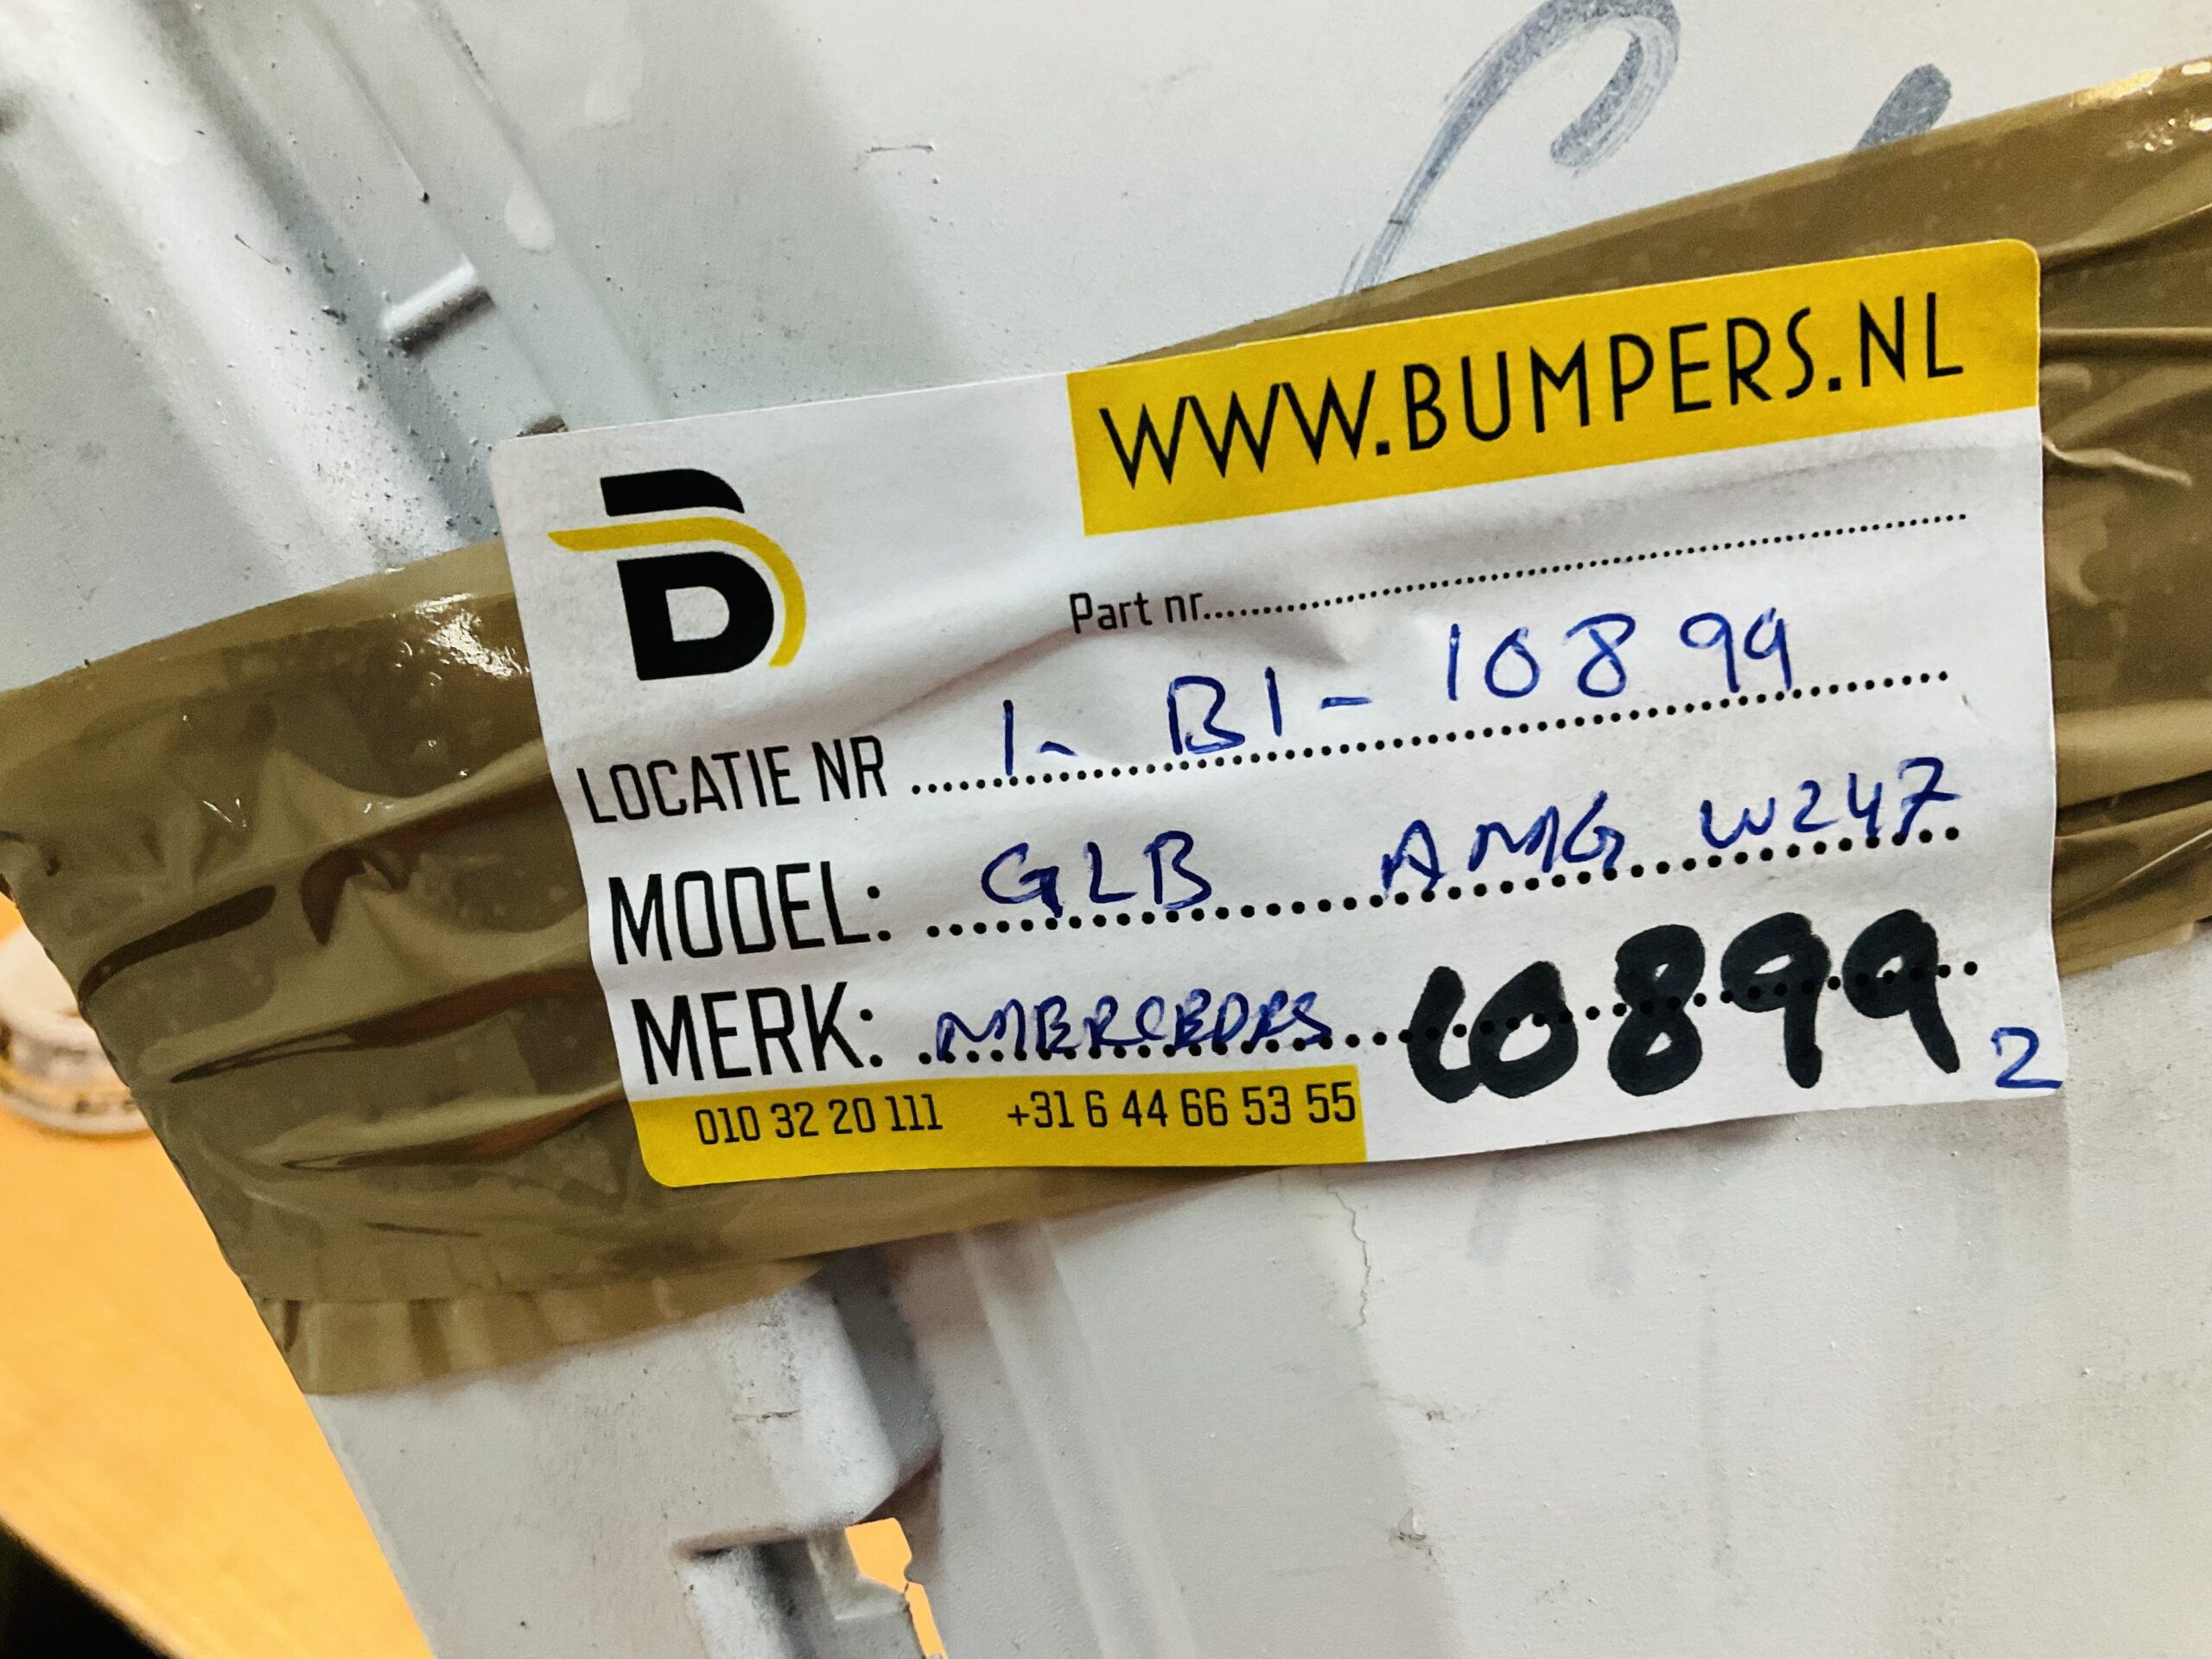 WWW.BUMPERS.NL
B
Part nr.
LOCATIE NR 1- B1-10899
MODEL: GLB AMG W247
MERK: MERCEDES 10899 2
010 32 20 111 +31 6 44 66 53 55